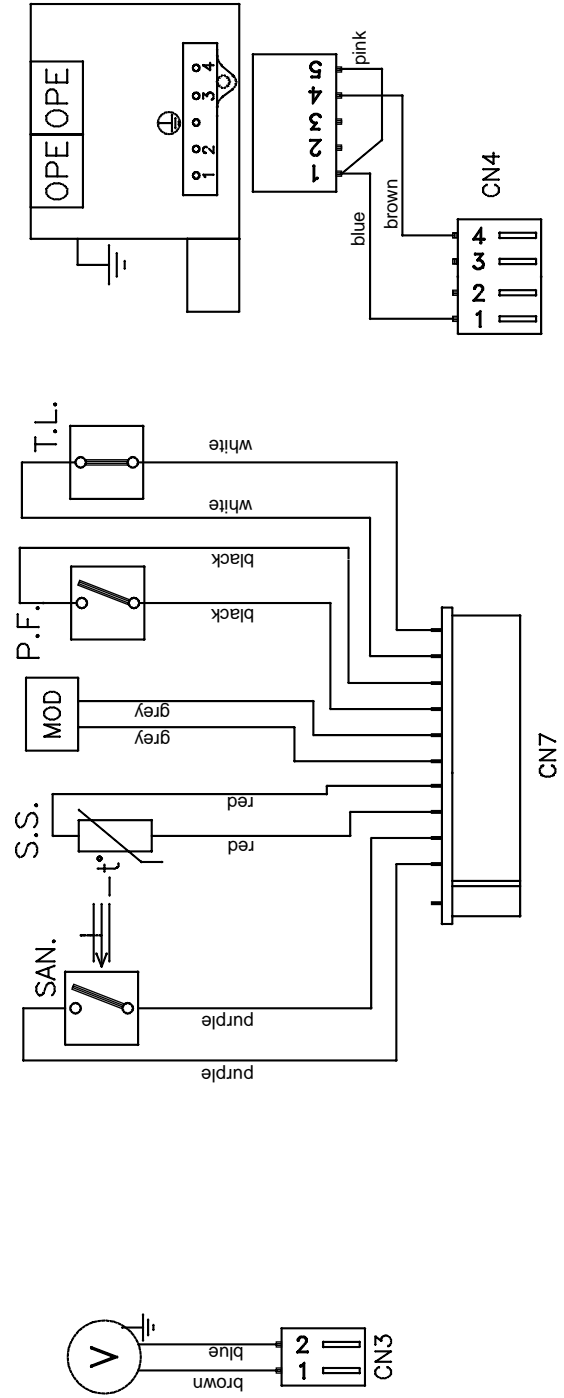 OPE
OPE
1 2 3 4
1 2 3 4 5
pink
blue
brown
4
3
2
1
CN4
T.L.
white
white
P.F.
black
black
MOD
grey
grey
S.S.
-t°
red
red
SAN.
purple
purple
CN7
V
blue
brown
2
1
CN3